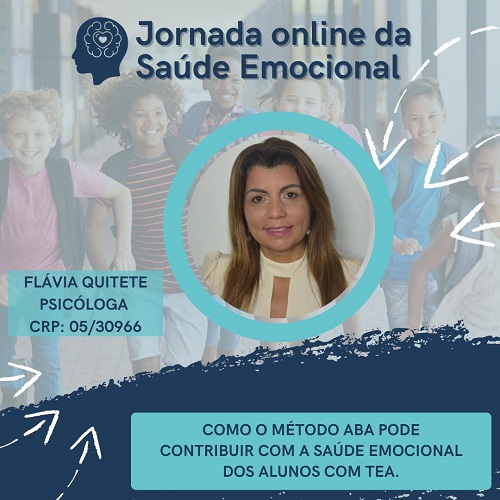 Jornada online da
Saúde Emocional
FLÁVIA QUITETE
PSICÓLOGA
CRP: 05/30966
COMO O MÉTODO ABA PODE
CONTRIBUIR COM A SAÚDE EMOCIONAL
DOS ALUNOS COM TEA.